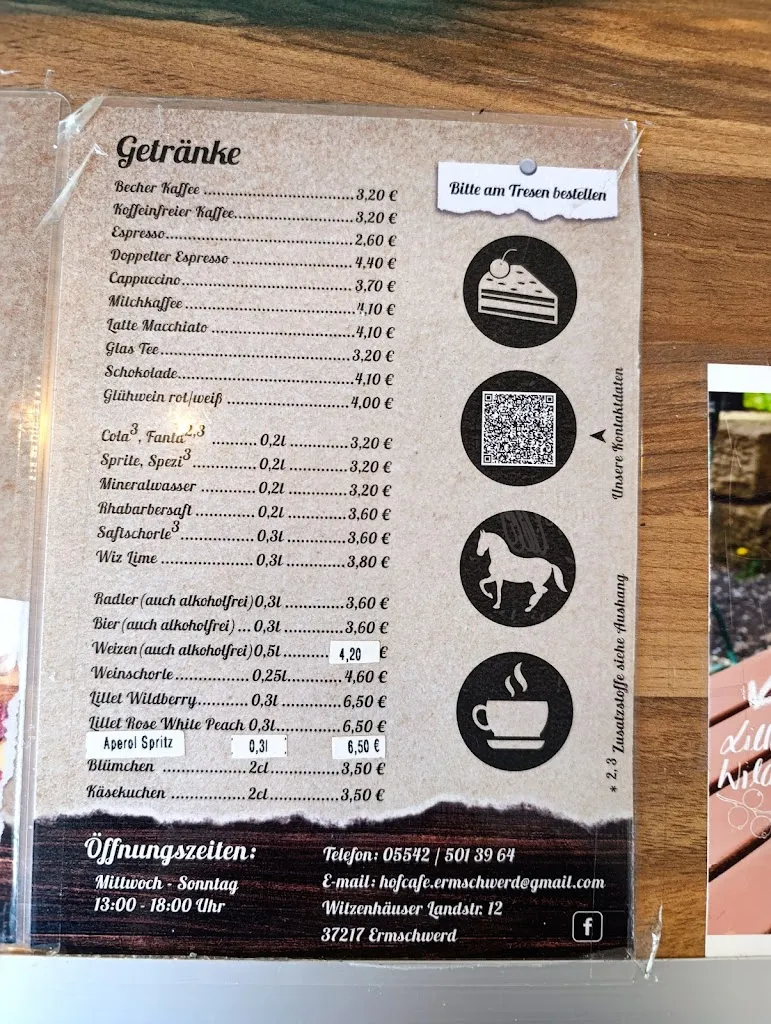 Getränke
Bitte am Tresen bestellen
Becher Kaffee ..................................3,20 €
Koffeinfreier Kaffee...........................3,20 €
Espresso...........................................2,60 €
Doppelter Espresso ............................4,40 €
Cappuccino.......................................3,70 €
Milchkaffee ......................................4,10 €
Latte Macchiato ................................4,10 €
Glas Tee...........................................3,20 €
Schokolade........................................4,10 €
Glühwein rot/weiß ............................4,00 €
Cola³, Fanta²,³ ..........0,2l ..............3,20 €
Sprite, Spezi³..............0,2l ..............3,20 €
Mineralwasser ............0,2l ..............3,20 €
Rhabarbersaft .............0,2l ..............3,60 €
Saftschorle³.................0,3l ..............3,60 €
Wiz Lime ....................0,3l ..............3,80 €
Radler(auch alkoholfrei)0,3l .............3,60 €
Bier(auch alkoholfrei) ...0,3l .............3,60 €
Weizen(auch alkoholfrei)0,5l..........4,20 €
Weinschorle.................0,25l.............4,60 €
Lillet Wildberry............0,3l .............6,50 €
Lillet Rose White Peach 0,3l..............6,50 €
Aperol Spritz 0,3l 6,50 €
Blümchen .....................2cl................3,50 €
Käsekuchen .................2cl................3,50 €
Unsere Kontaktdaten
* 2, 3 Zusatzstoffe siehe Aushang
Öffnungszeiten:
Mittwoch - Sonntag
13:00 - 18:00 Uhr
Telefon: 05542 / 501 39 64
E-mail: hofcafe.ermschwerd@gmail.com
Witzenhäuser Landstr. 12
37217 Ermschwerd
f